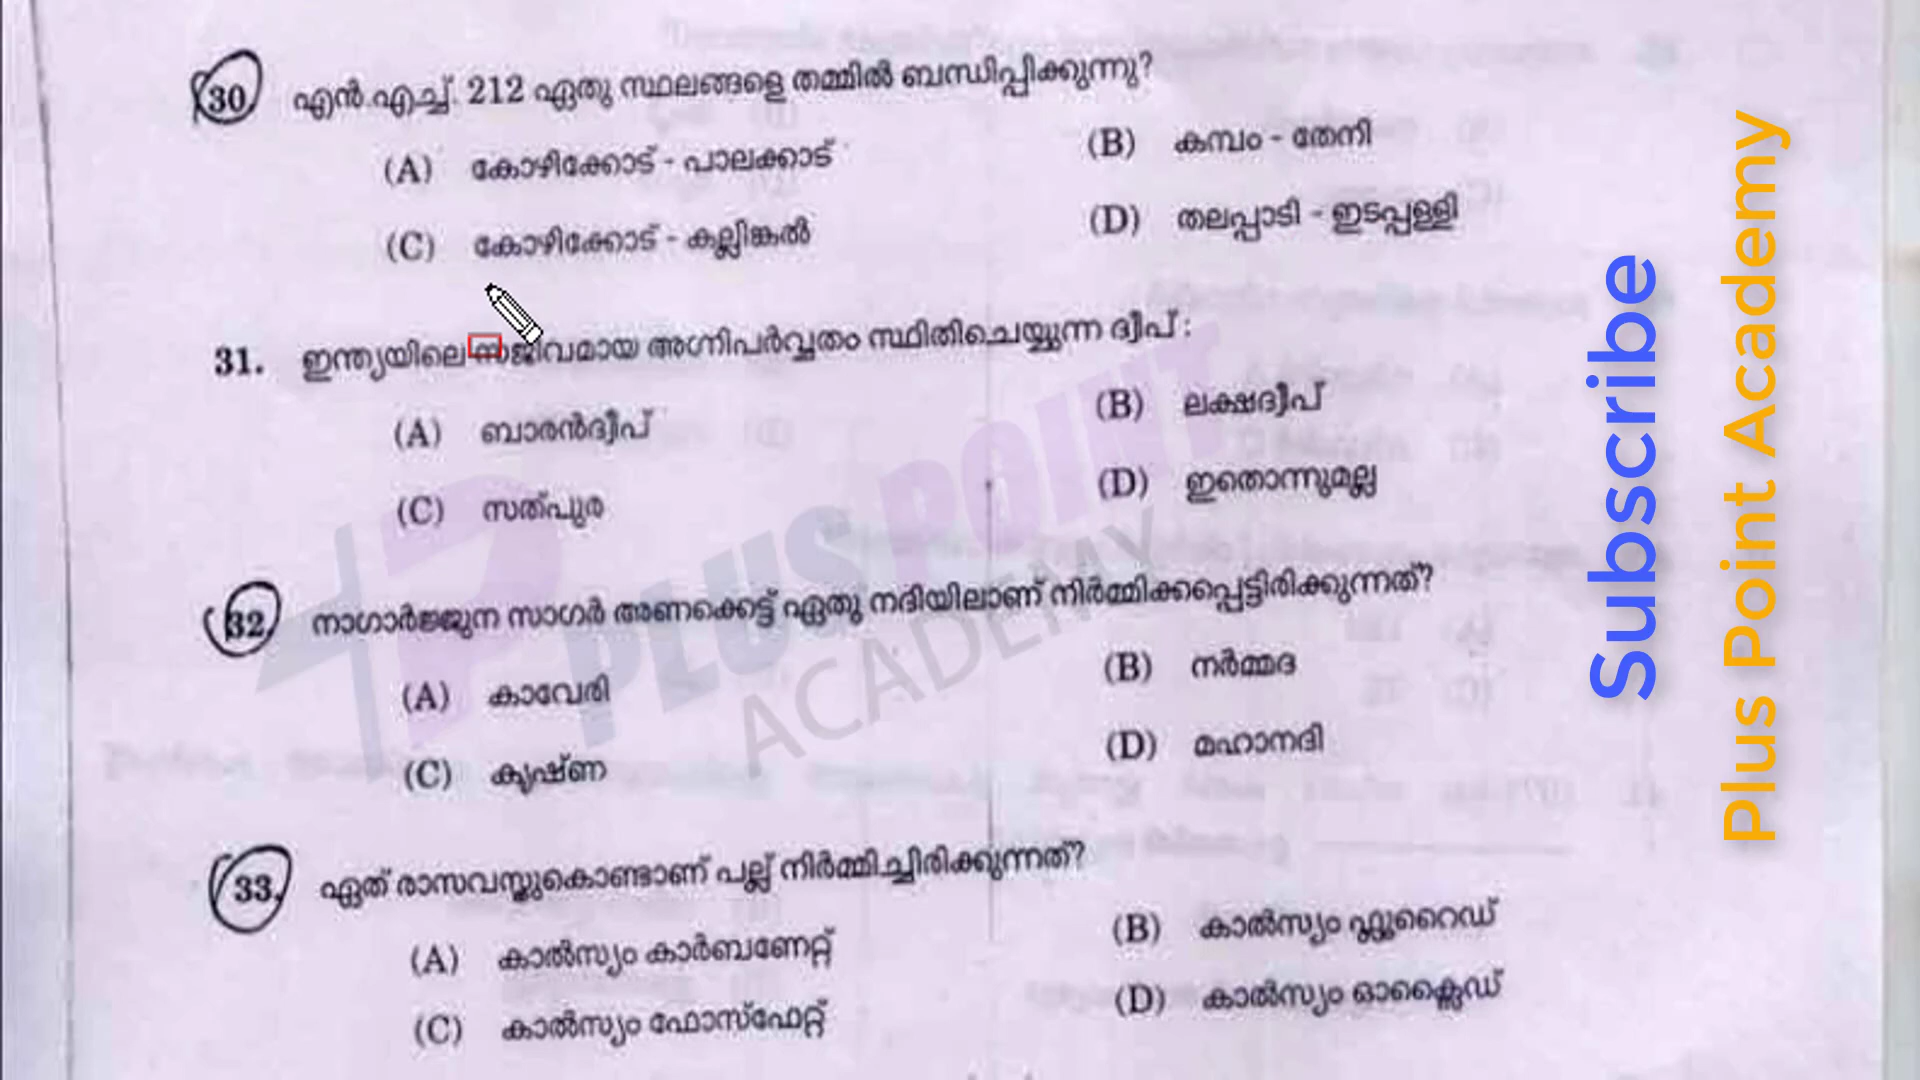 30. എൻ.എച്ച്. 212 ഏതു സ്ഥലങ്ങളെ തമ്മിൽ ബന്ധിപ്പിക്കുന്നു?
(A) കോഴിക്കോട് - പാലക്കാട് (B) കമ്പം - തേനി
(C) കോഴിക്കോട് - കല്ലിങ്കൽ (D) തലപ്പാടി - ഇടപ്പള്ളി
31. ഇന്ത്യയിലെ സജീവമായ അഗ്നിപർവ്വതം സ്ഥിതിചെയ്യുന്ന ദ്വീപ് :
(A) ബാരൻദ്വീപ് (B) ലക്ഷദ്വീപ്
(C) സത്പുര (D) ഇതൊന്നുമല്ല
32. നാഗാർജ്ജുന സാഗർ അണക്കെട്ട് ഏതു നദിയിലാണ് നിർമ്മിക്കപ്പെട്ടിരിക്കുന്നത്?
(A) കാവേരി (B) നർമ്മദ
(C) കൃഷ്ണ (D) മഹാനദി
33. ഏത് രാസവസ്തുകൊണ്ടാണ് പല്ല് നിർമ്മിച്ചിരിക്കുന്നത്?
(A) കാൽസ്യം കാർബണേറ്റ് (B) കാൽസ്യം ഫ്ലൂറൈഡ്
(C) കാൽസ്യം ഫോസ്ഫേറ്റ് (D) കാൽസ്യം ഓക്സൈഡ്
PLUS POINT
ACADEMY
Subscribe
Plus Point Academy